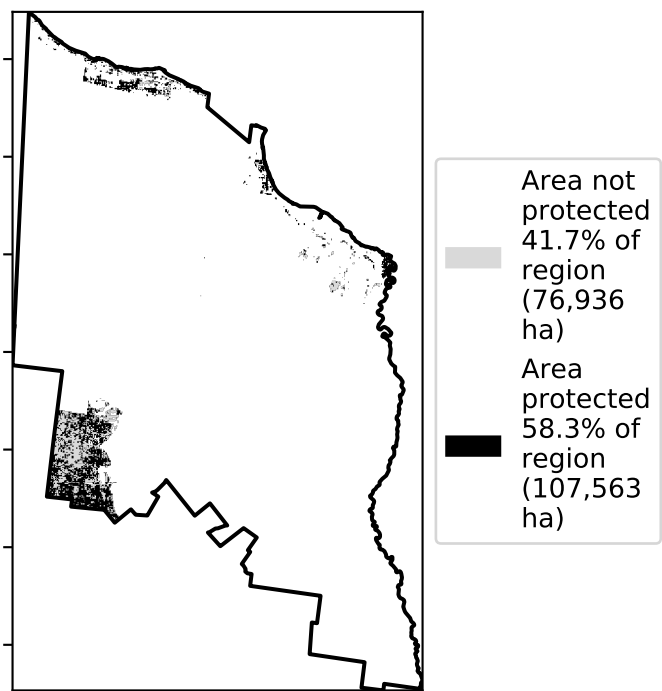 Area not
protected
41.7% of
region
(76,936
ha)
Area
protected
58.3% of
region
(107,563
ha)